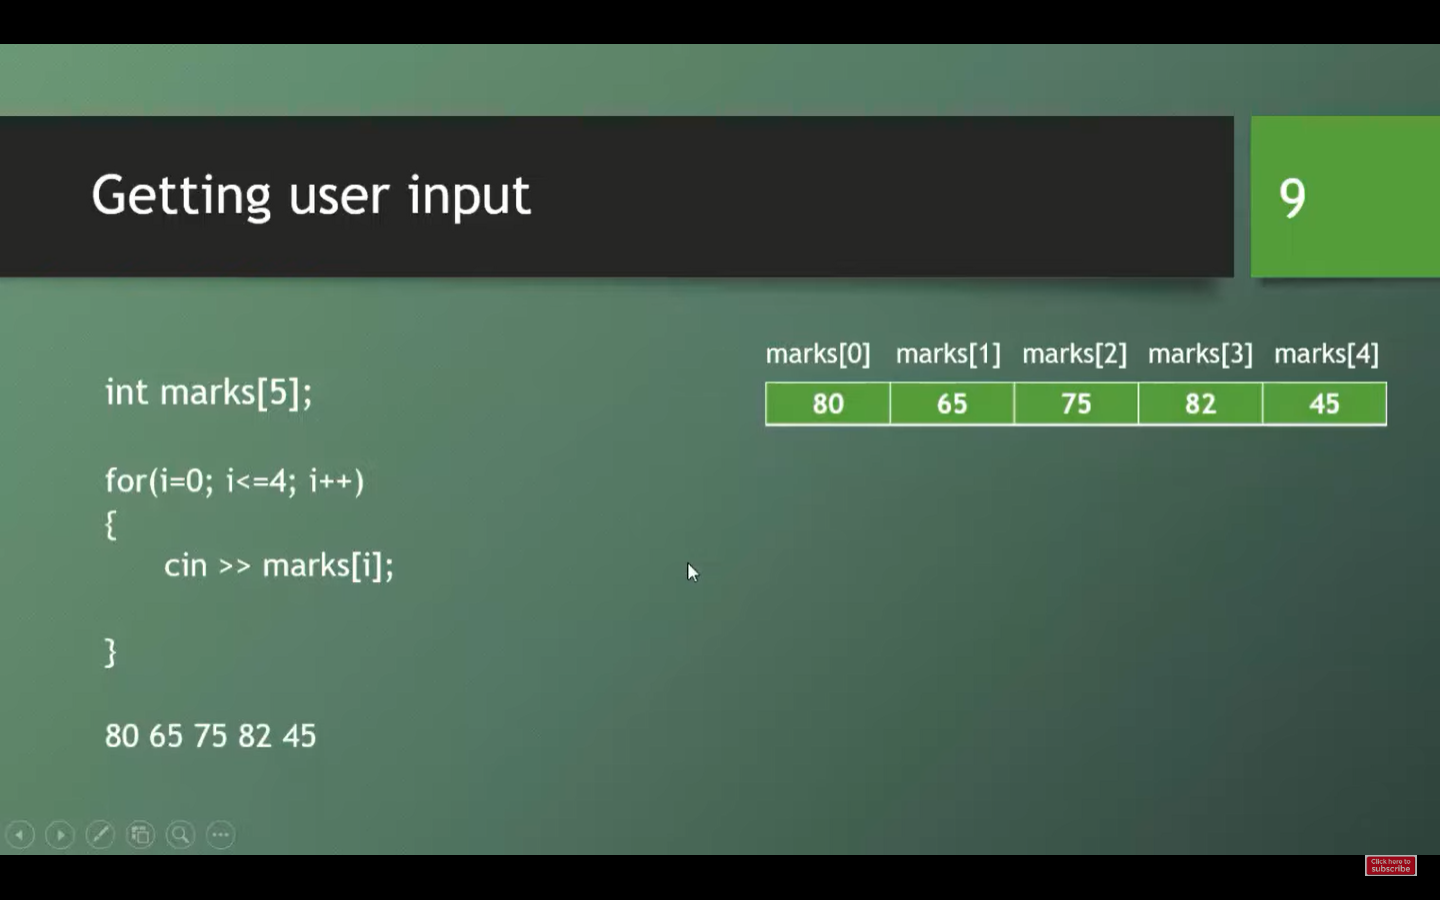 Getting user input
9
int marks[5];
for(i=0; i<=4; i++)
{
cin >> marks[i];
}
80 65 75 82 45
marks[0] marks[1] marks[2] marks[3] marks[4]
80 65 75 82 45
Click here to
subscribe